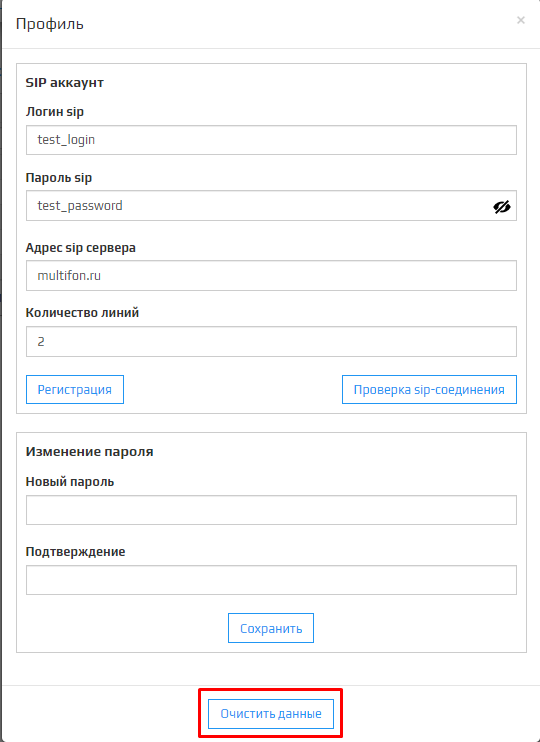 Профиль
×
SIP аккаунт
Логин sip
test_login
Пароль sip
test_password
Адрес sip сервера
multifon.ru
Количество линий
2
Регистрация
Проверка sip-соединения
Изменение пароля
Новый пароль
Подтверждение
Сохранить
Очистить данные